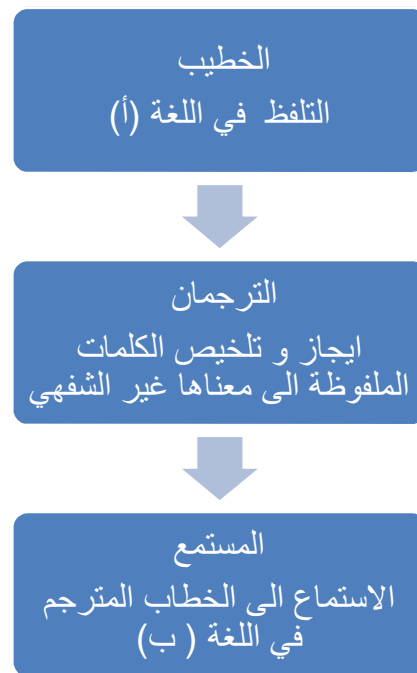 الخطيب
التلفظ في اللغة (أ)
الترجمان
ايجاز و تلخيص الكلمات
الملفوظة الى معناها غير الشفهي
المستمع
الاستماع الى الخطاب المترجم
في اللغة ( ب)